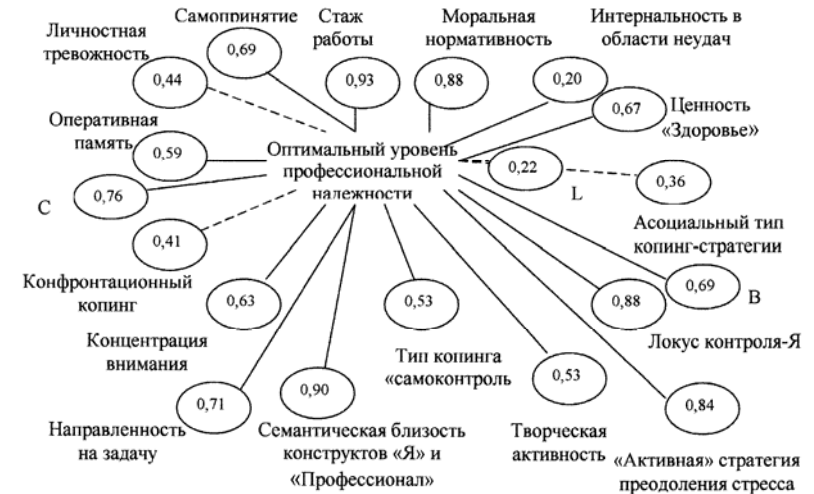 Личностная
тревожность
0,44
Самопринятие
0,69
Стаж
работы
0,93
Моральная
нормативность
0,88
Интернальность в
области неудач
0,20
0,67
Ценность
«Здоровье»
Оперативная
память
0,59
Оптимальный уровень
профессиональной
надежности
0,22
L
0,36
Асоциальный тип
копинг-стратегии
С
0,76
0,41
Конфронтационный
копинг
0,63
Концентрация
внимания
0,53
Тип копинга
«самоконтроль
0,88
0,69
В
Локус контроля-Я
0,71
Направленность
на задачу
0,90
Семантическая близость
конструктов «Я» и
«Профессионал»
0,53
Творческая
активность
0,84
«Активная» стратегия
преодоления стресса